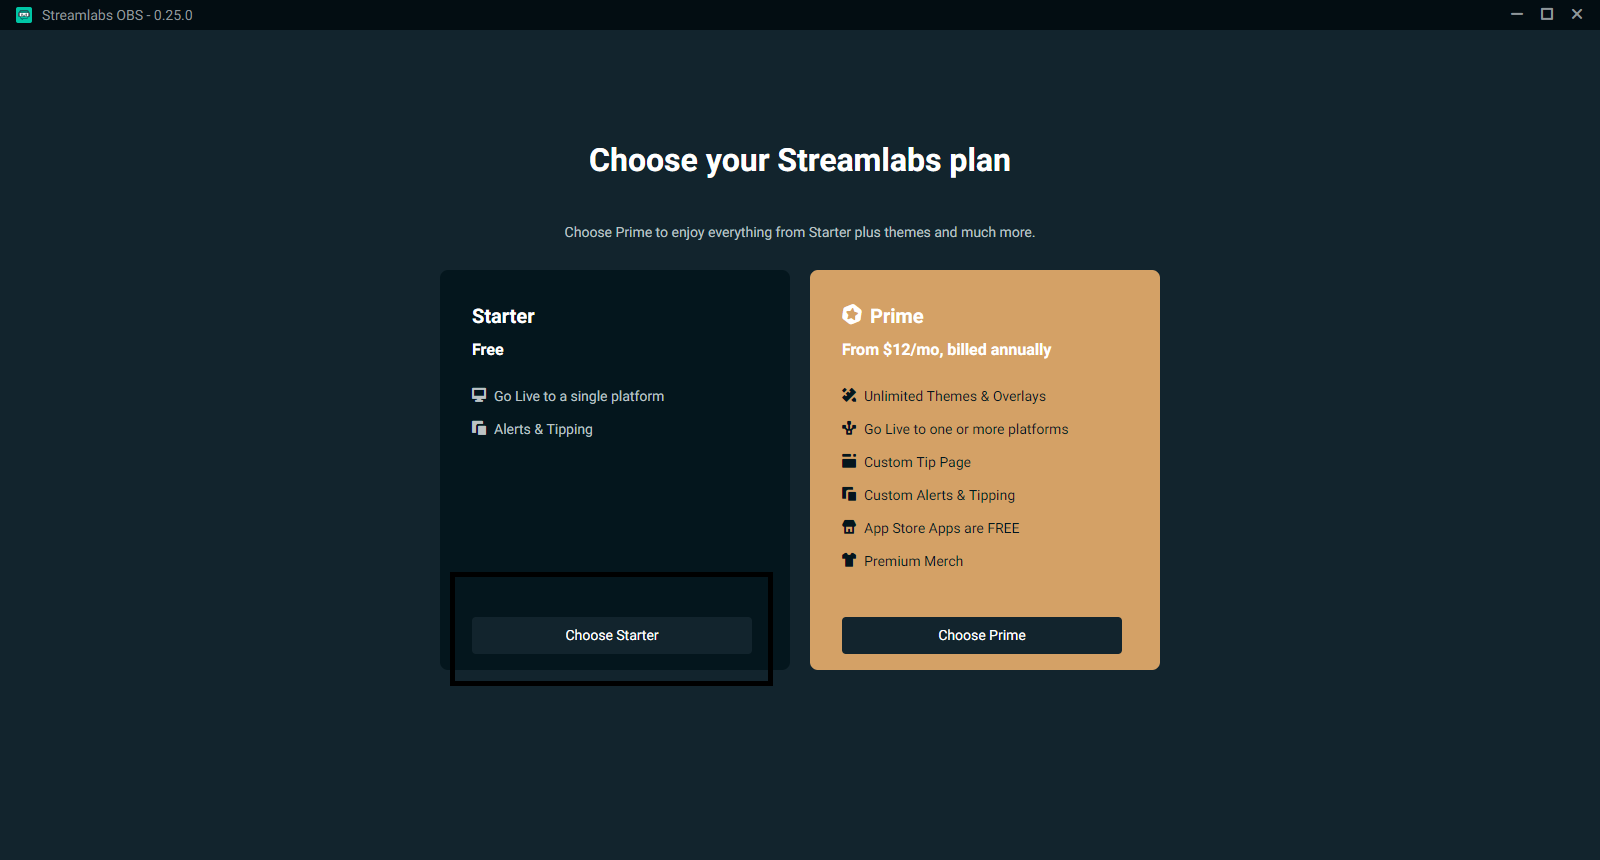 Streamlabs OBS - 0.25.0
Choose your Streamlabs plan
Choose Prime to enjoy everything from Starter plus themes and much more.
Starter
Free
Go Live to a single platform
Alerts & Tipping
Choose Starter
Prime
From $12/mo, billed annually
Unlimited Themes & Overlays
Go Live to one or more platforms
Custom Tip Page
Custom Alerts & Tipping
App Store Apps are FREE
Premium Merch
Choose Prime